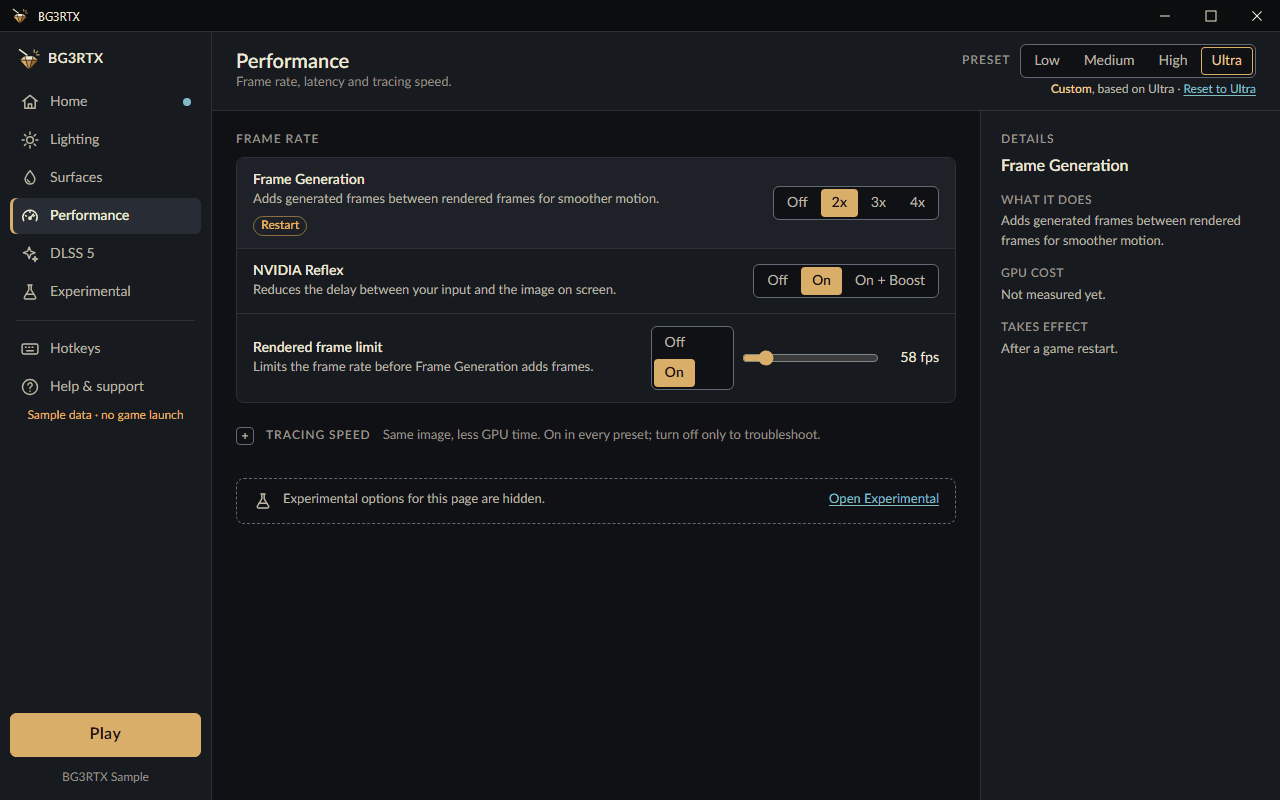 BG3RTX
BG3RTX
Home
Lighting
Surfaces
Performance
DLSS 5
Experimental
Hotkeys
Help & support
Sample data · no game launch
Play
BG3RTX Sample
Performance
Frame rate, latency and tracing speed.
PRESET Low Medium High Ultra
Custom, based on Ultra · Reset to Ultra
FRAME RATE
Frame Generation
Adds generated frames between rendered frames for smoother motion.
Restart
Off 2x 3x 4x
NVIDIA Reflex
Reduces the delay between your input and the image on screen.
Off On On + Boost
Rendered frame limit
Limits the frame rate before Frame Generation adds frames.
Off
On
58 fps
TRACING SPEED Same image, less GPU time. On in every preset; turn off only to troubleshoot.
Experimental options for this page are hidden. Open Experimental
DETAILS
Frame Generation
WHAT IT DOES
Adds generated frames between rendered
frames for smoother motion.
GPU COST
Not measured yet.
TAKES EFFECT
After a game restart.